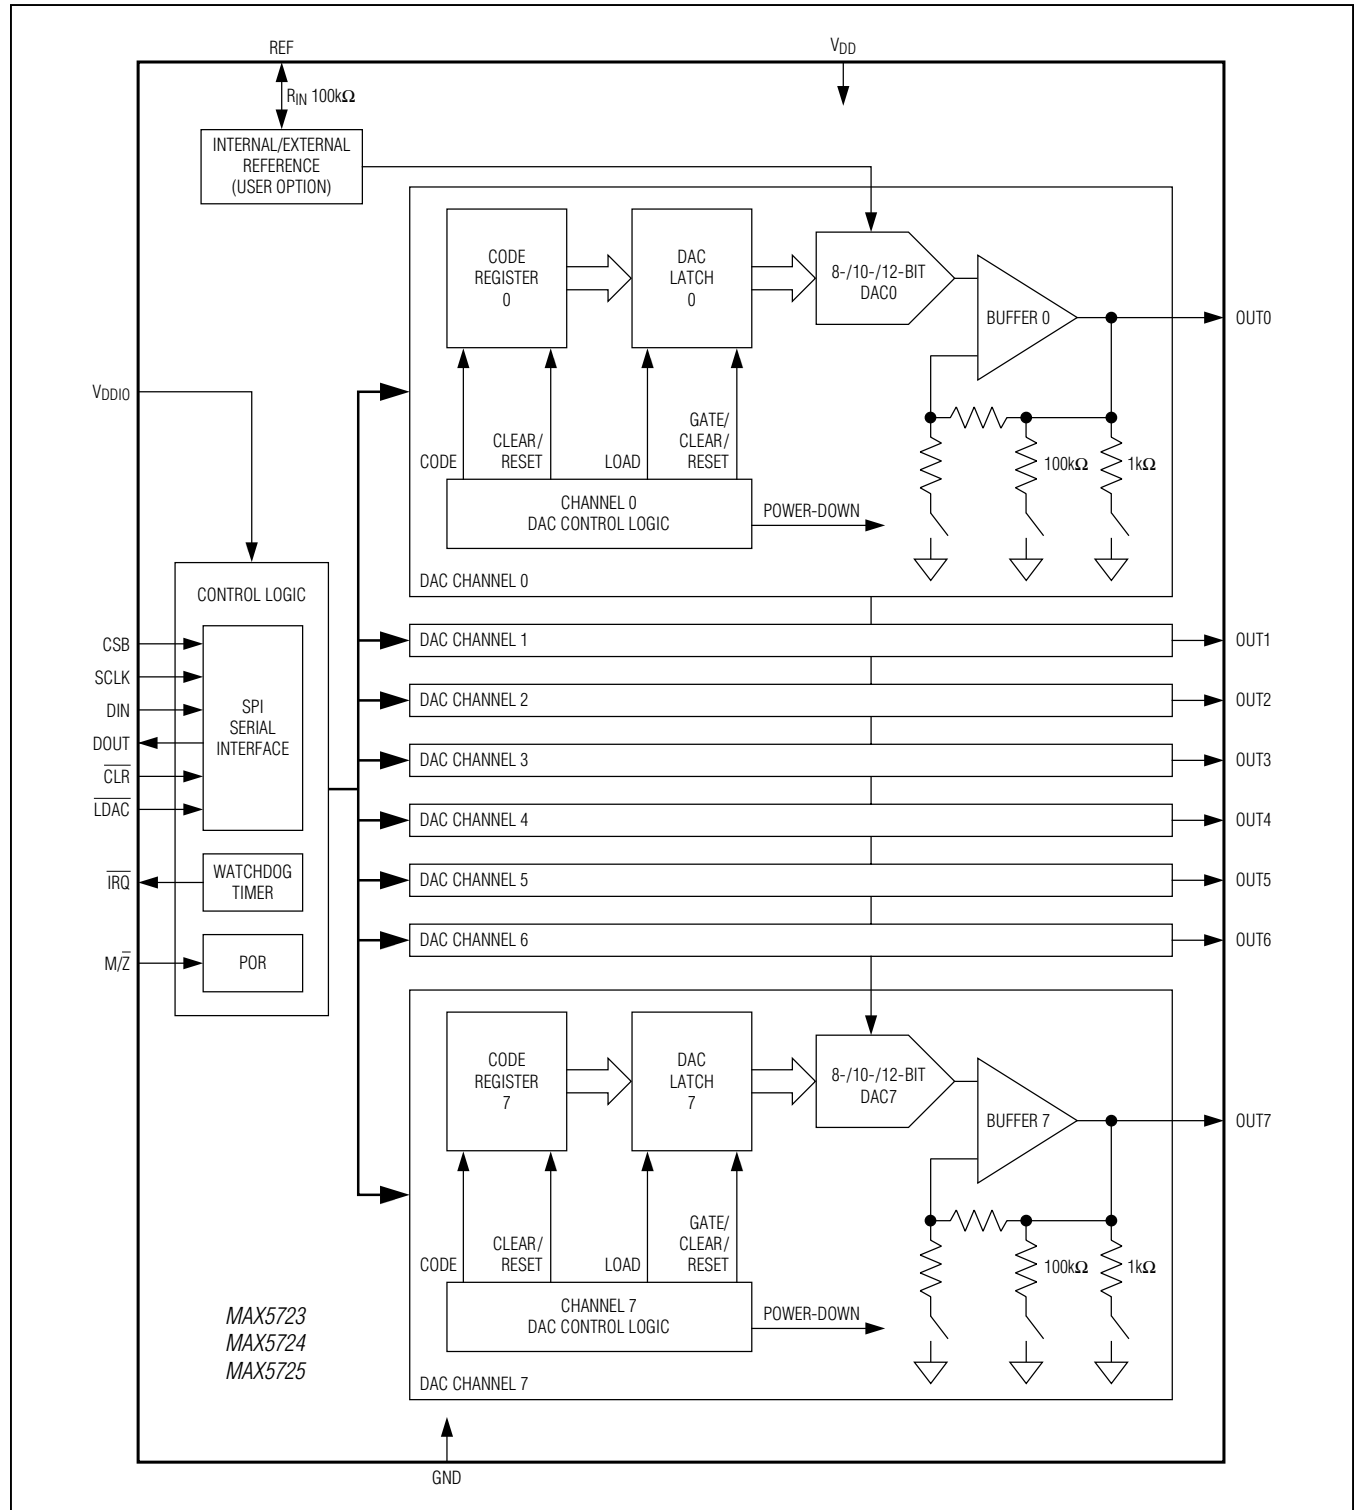 REF
VDD
RIN 100kΩ
INTERNAL/EXTERNAL
REFERENCE
(USER OPTION)
CODE
REGISTER
0
DAC
LATCH
0
8-/10-/12-BIT
DAC0
BUFFER 0
OUT0
VDDIO
CODE
CLEAR/
RESET
LOAD
GATE/
CLEAR/
RESET
100kΩ
1kΩ
CHANNEL 0
DAC CONTROL LOGIC
POWER-DOWN
DAC CHANNEL 0
CONTROL LOGIC
CSB
SCLK
DIN
DOUT
C̅L̅R̅
L̅D̅A̅C̅
SPI
SERIAL
INTERFACE
I̅R̅Q̅
WATCHDOG
TIMER
M/Z̅
POR
DAC CHANNEL 1
OUT1
DAC CHANNEL 2
OUT2
DAC CHANNEL 3
OUT3
DAC CHANNEL 4
OUT4
DAC CHANNEL 5
OUT5
DAC CHANNEL 6
OUT6
CODE
REGISTER
7
DAC
LATCH
7
8-/10-/12-BIT
DAC7
BUFFER 7
OUT7
CODE
CLEAR/
RESET
LOAD
GATE/
CLEAR/
RESET
100kΩ
1kΩ
CHANNEL 7
DAC CONTROL LOGIC
POWER-DOWN
DAC CHANNEL 7
MAX5723
MAX5724
MAX5725
GND